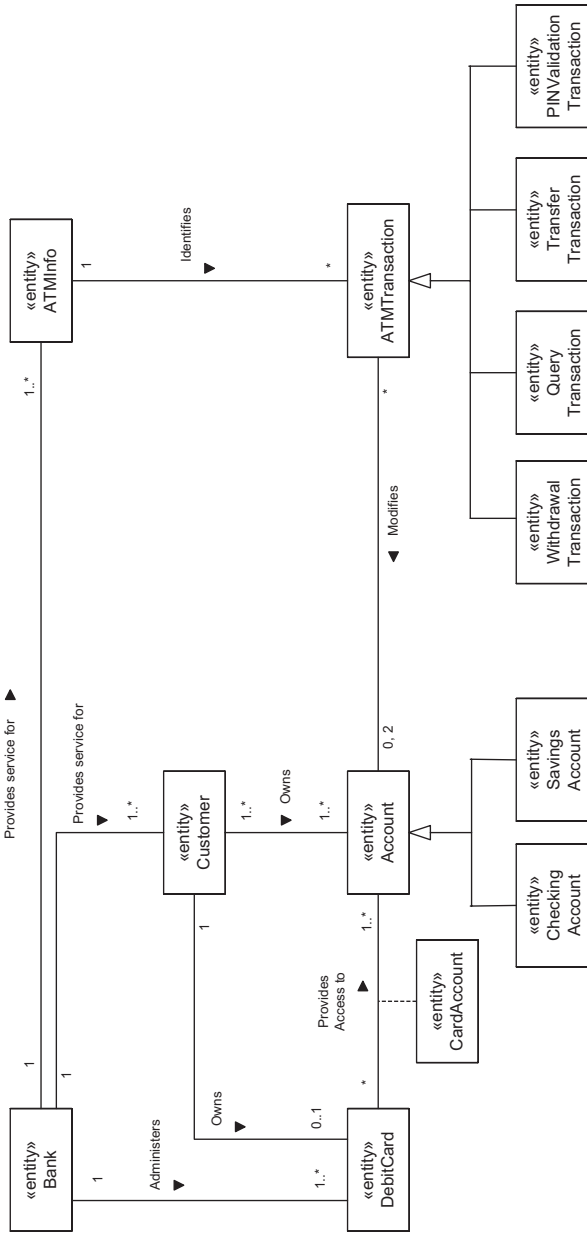 «entity»
Bank
1
1
1
Provides service for
1..*
«entity»
ATMInfo
Provides service for
1..*
Administers
1..*
Owns
1
0..1
«entity»
Customer
1..*
Owns
1..*
1
Identifies
*
«entity»
DebitCard
*
Provides
Access to
1..*
«entity»
CardAccount
«entity»
Account
0, 2
Modifies
*
«entity»
ATMTransaction
«entity»
Checking
Account
«entity»
Savings
Account
«entity»
Withdrawal
Transaction
«entity»
Query
Transaction
«entity»
Transfer
Transaction
«entity»
PINValidation
Transaction